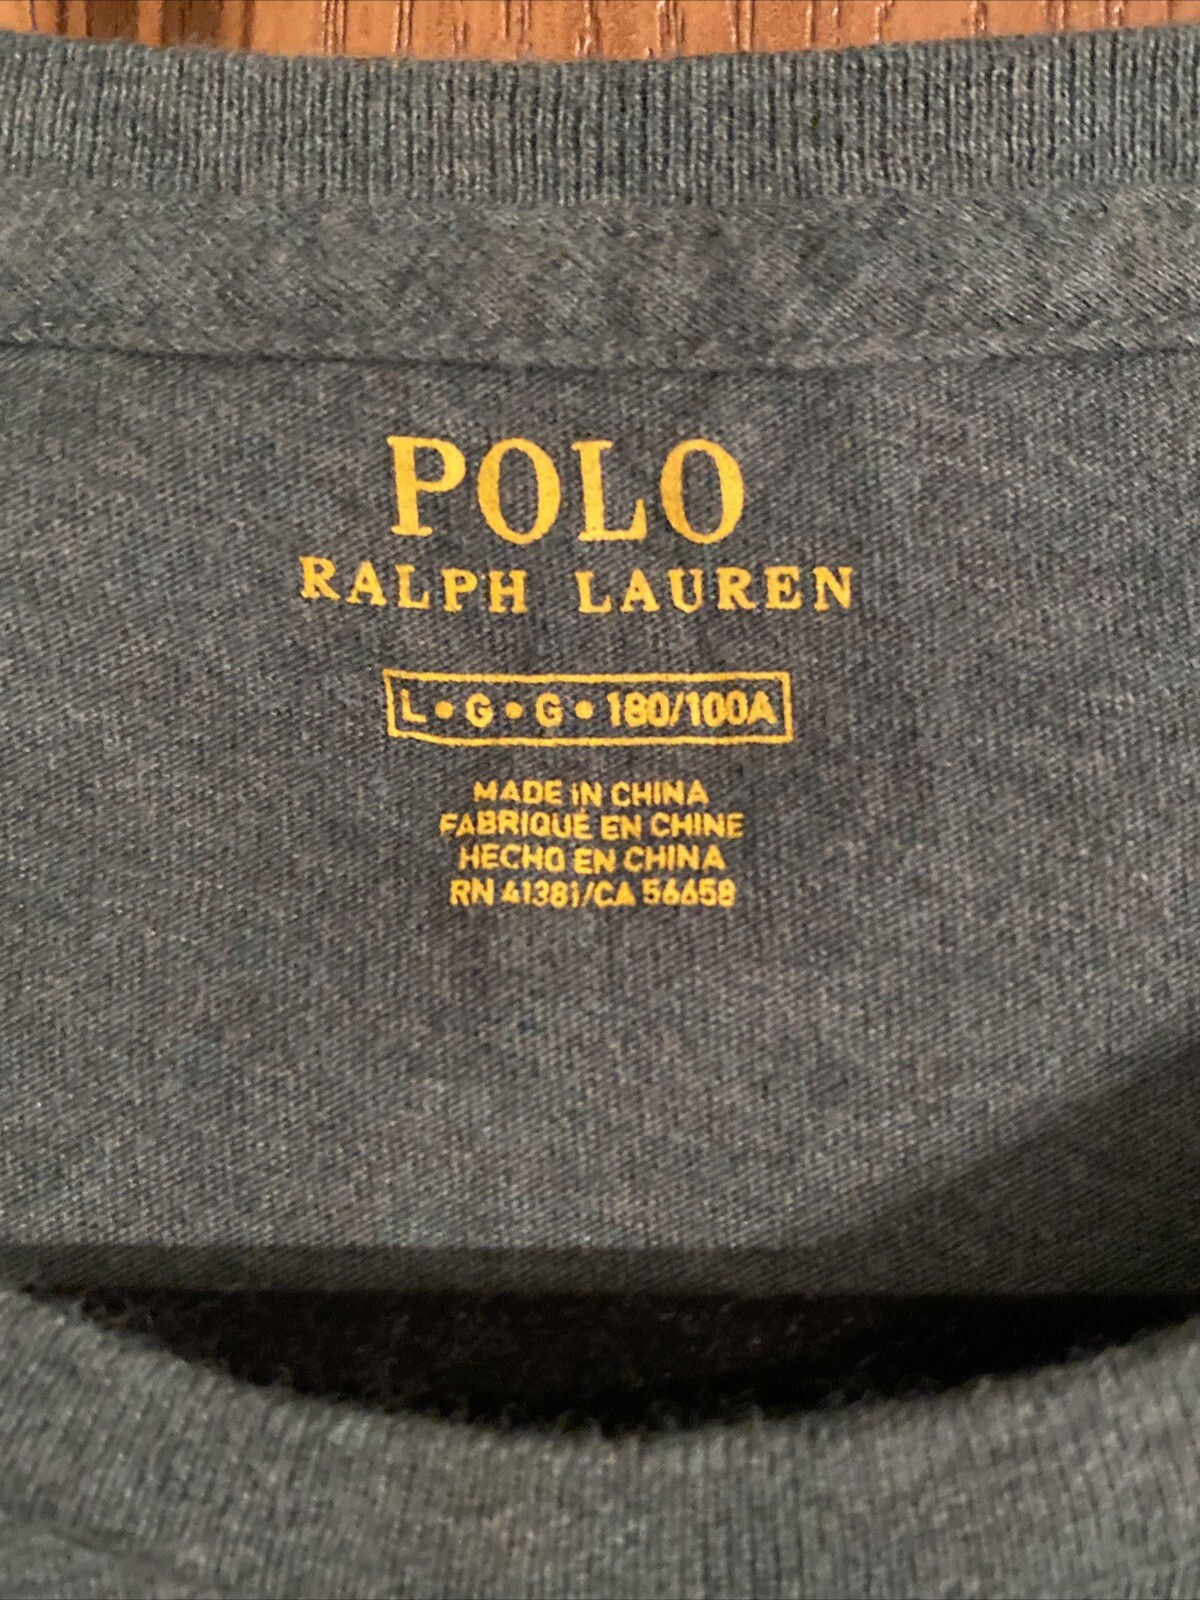 POLO
RALPH LAUREN
L • G • G • 180/100A
MADE IN CHINA
FABRIQUÉ EN CHINE
HECHO EN CHINA
RN 41381/CA 56658